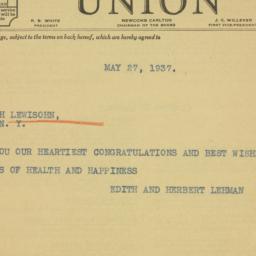 UNION
R. B. WHITE
PRESIDENT
NEWCOMB CARLTON
CHAIRMAN OF THE BOARD
J. C. WILLEVER
FIRST VICE-PRESIDENT
ge, subject to the terms on back hereof, which are hereby agreed to
MAY 27, 1937.
H LEWISOHN,
N. Y.
OU OUR HEARTIEST CONGRATULATIONS AND BEST WISH
S OF HEALTH AND HAPPINESS
EDITH AND HERBERT LEHMAN